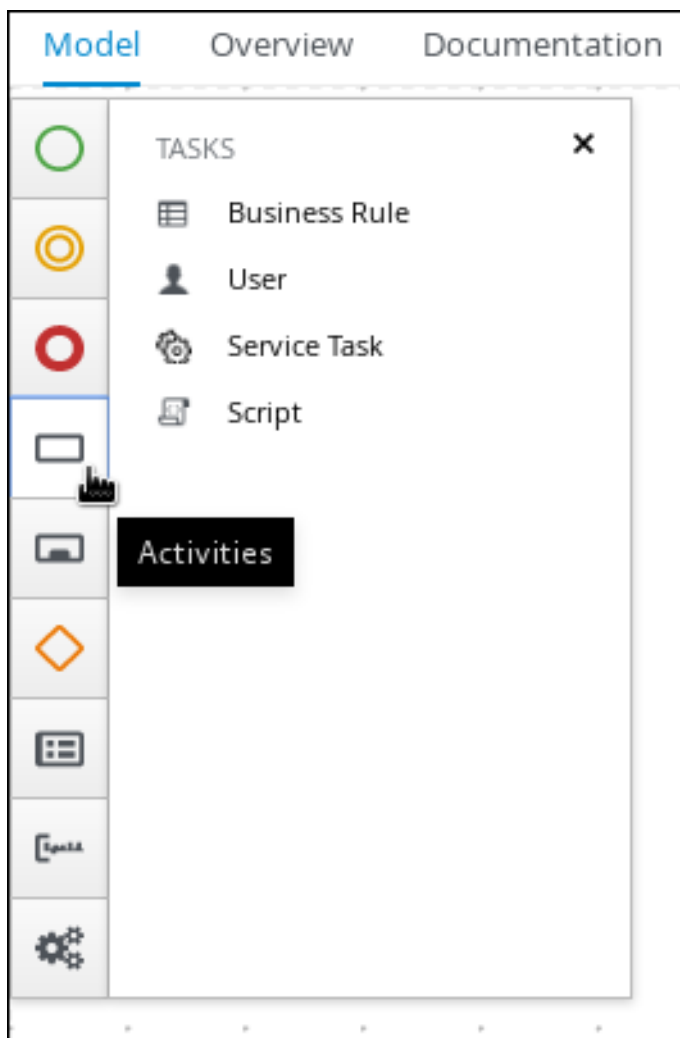 Model Overview Documentation
TASKS
Business Rule
User
Service Task
Script
Activities